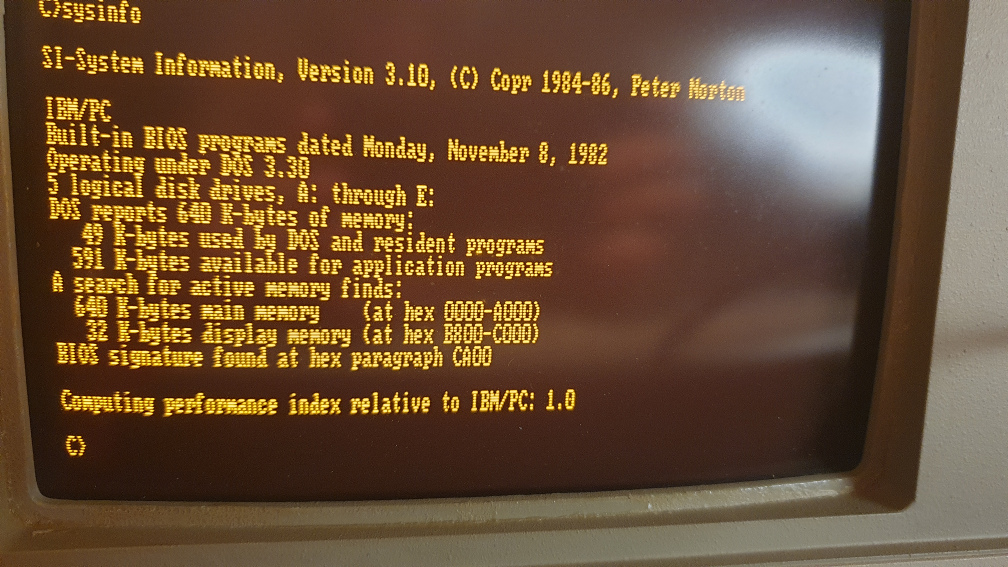 C>sysinfo
SI-System Information, Version 3.10, (C) Copr 1984-86, Peter Norton
IBM/PC
Built-in BIOS programs dated Monday, November 8, 1982
Operating under DOS 3.30
5 logical disk drives, A: through E:
DOS reports 640 K-bytes of memory:
49 K-bytes used by DOS and resident programs
591 K-bytes available for application programs
A search for active memory finds:
640 K-bytes main memory (at hex 0000-A000)
32 K-bytes display memory (at hex B800-C000)
BIOS signature found at hex paragraph CA00
Computing performance index relative to IBM/PC: 1.0
C>